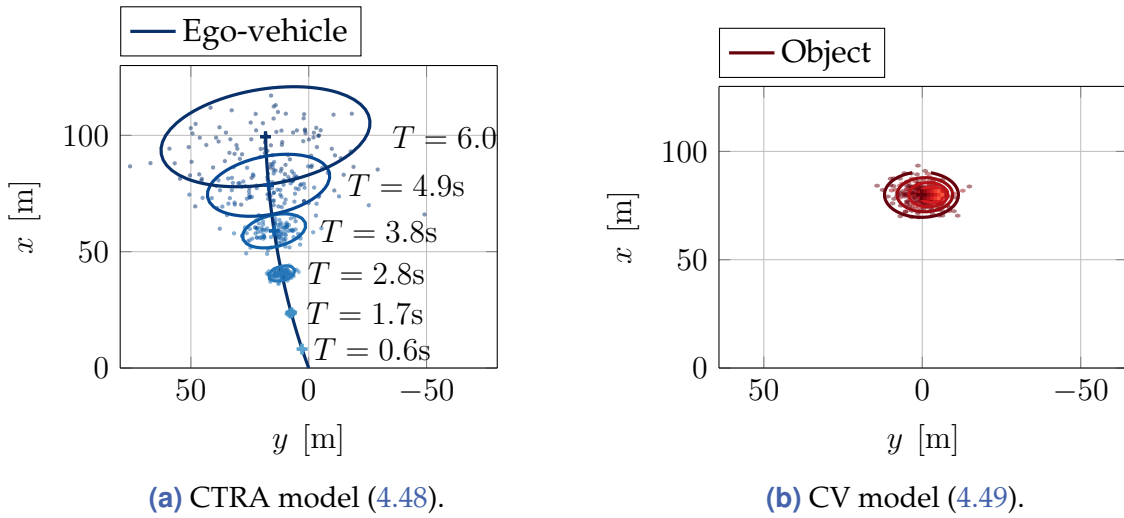 Ego-vehicle
100
50
0
50
0
−50
x [m]
y [m]
T = 6.0
T = 4.9s
T = 3.8s
T = 2.8s
T = 1.7s
T = 0.6s
(a) CTRA model (4.48).
Object
100
50
0
50
0
−50
x [m]
y [m]
(b) CV model (4.49).